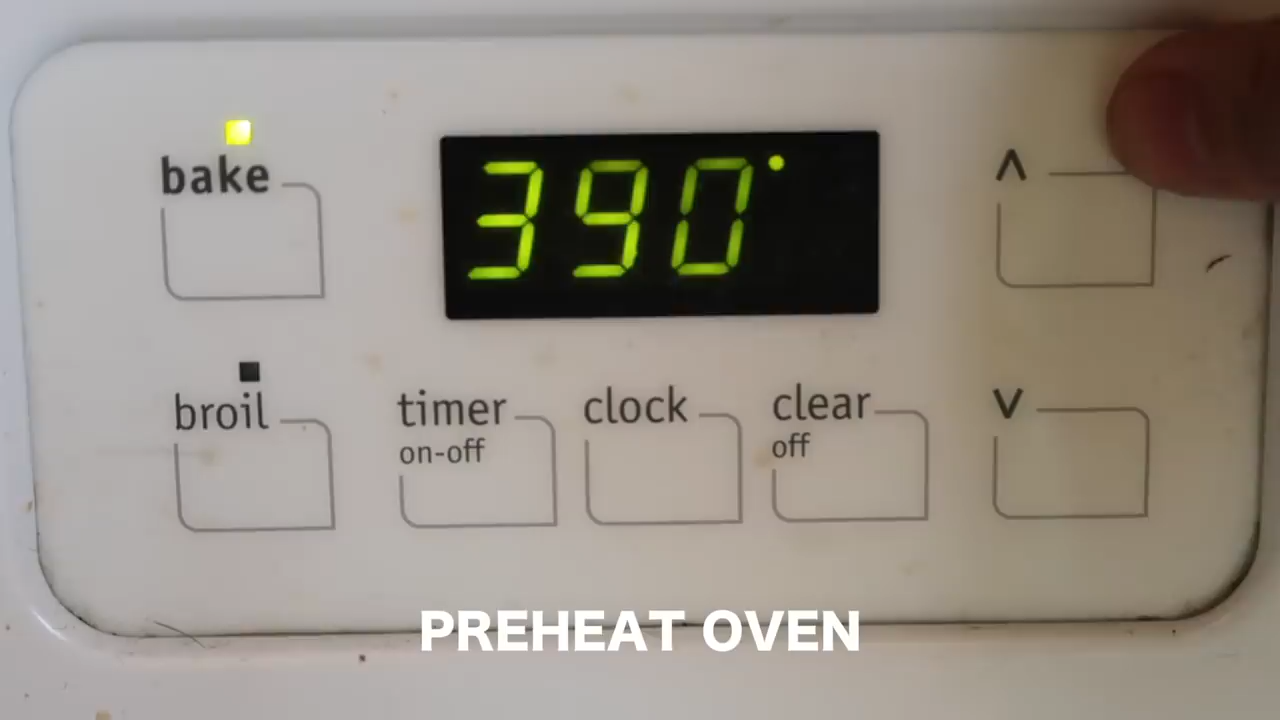 bake
390°
^
broil
timer
on-off
clock
clear
off
v
PREHEAT OVEN